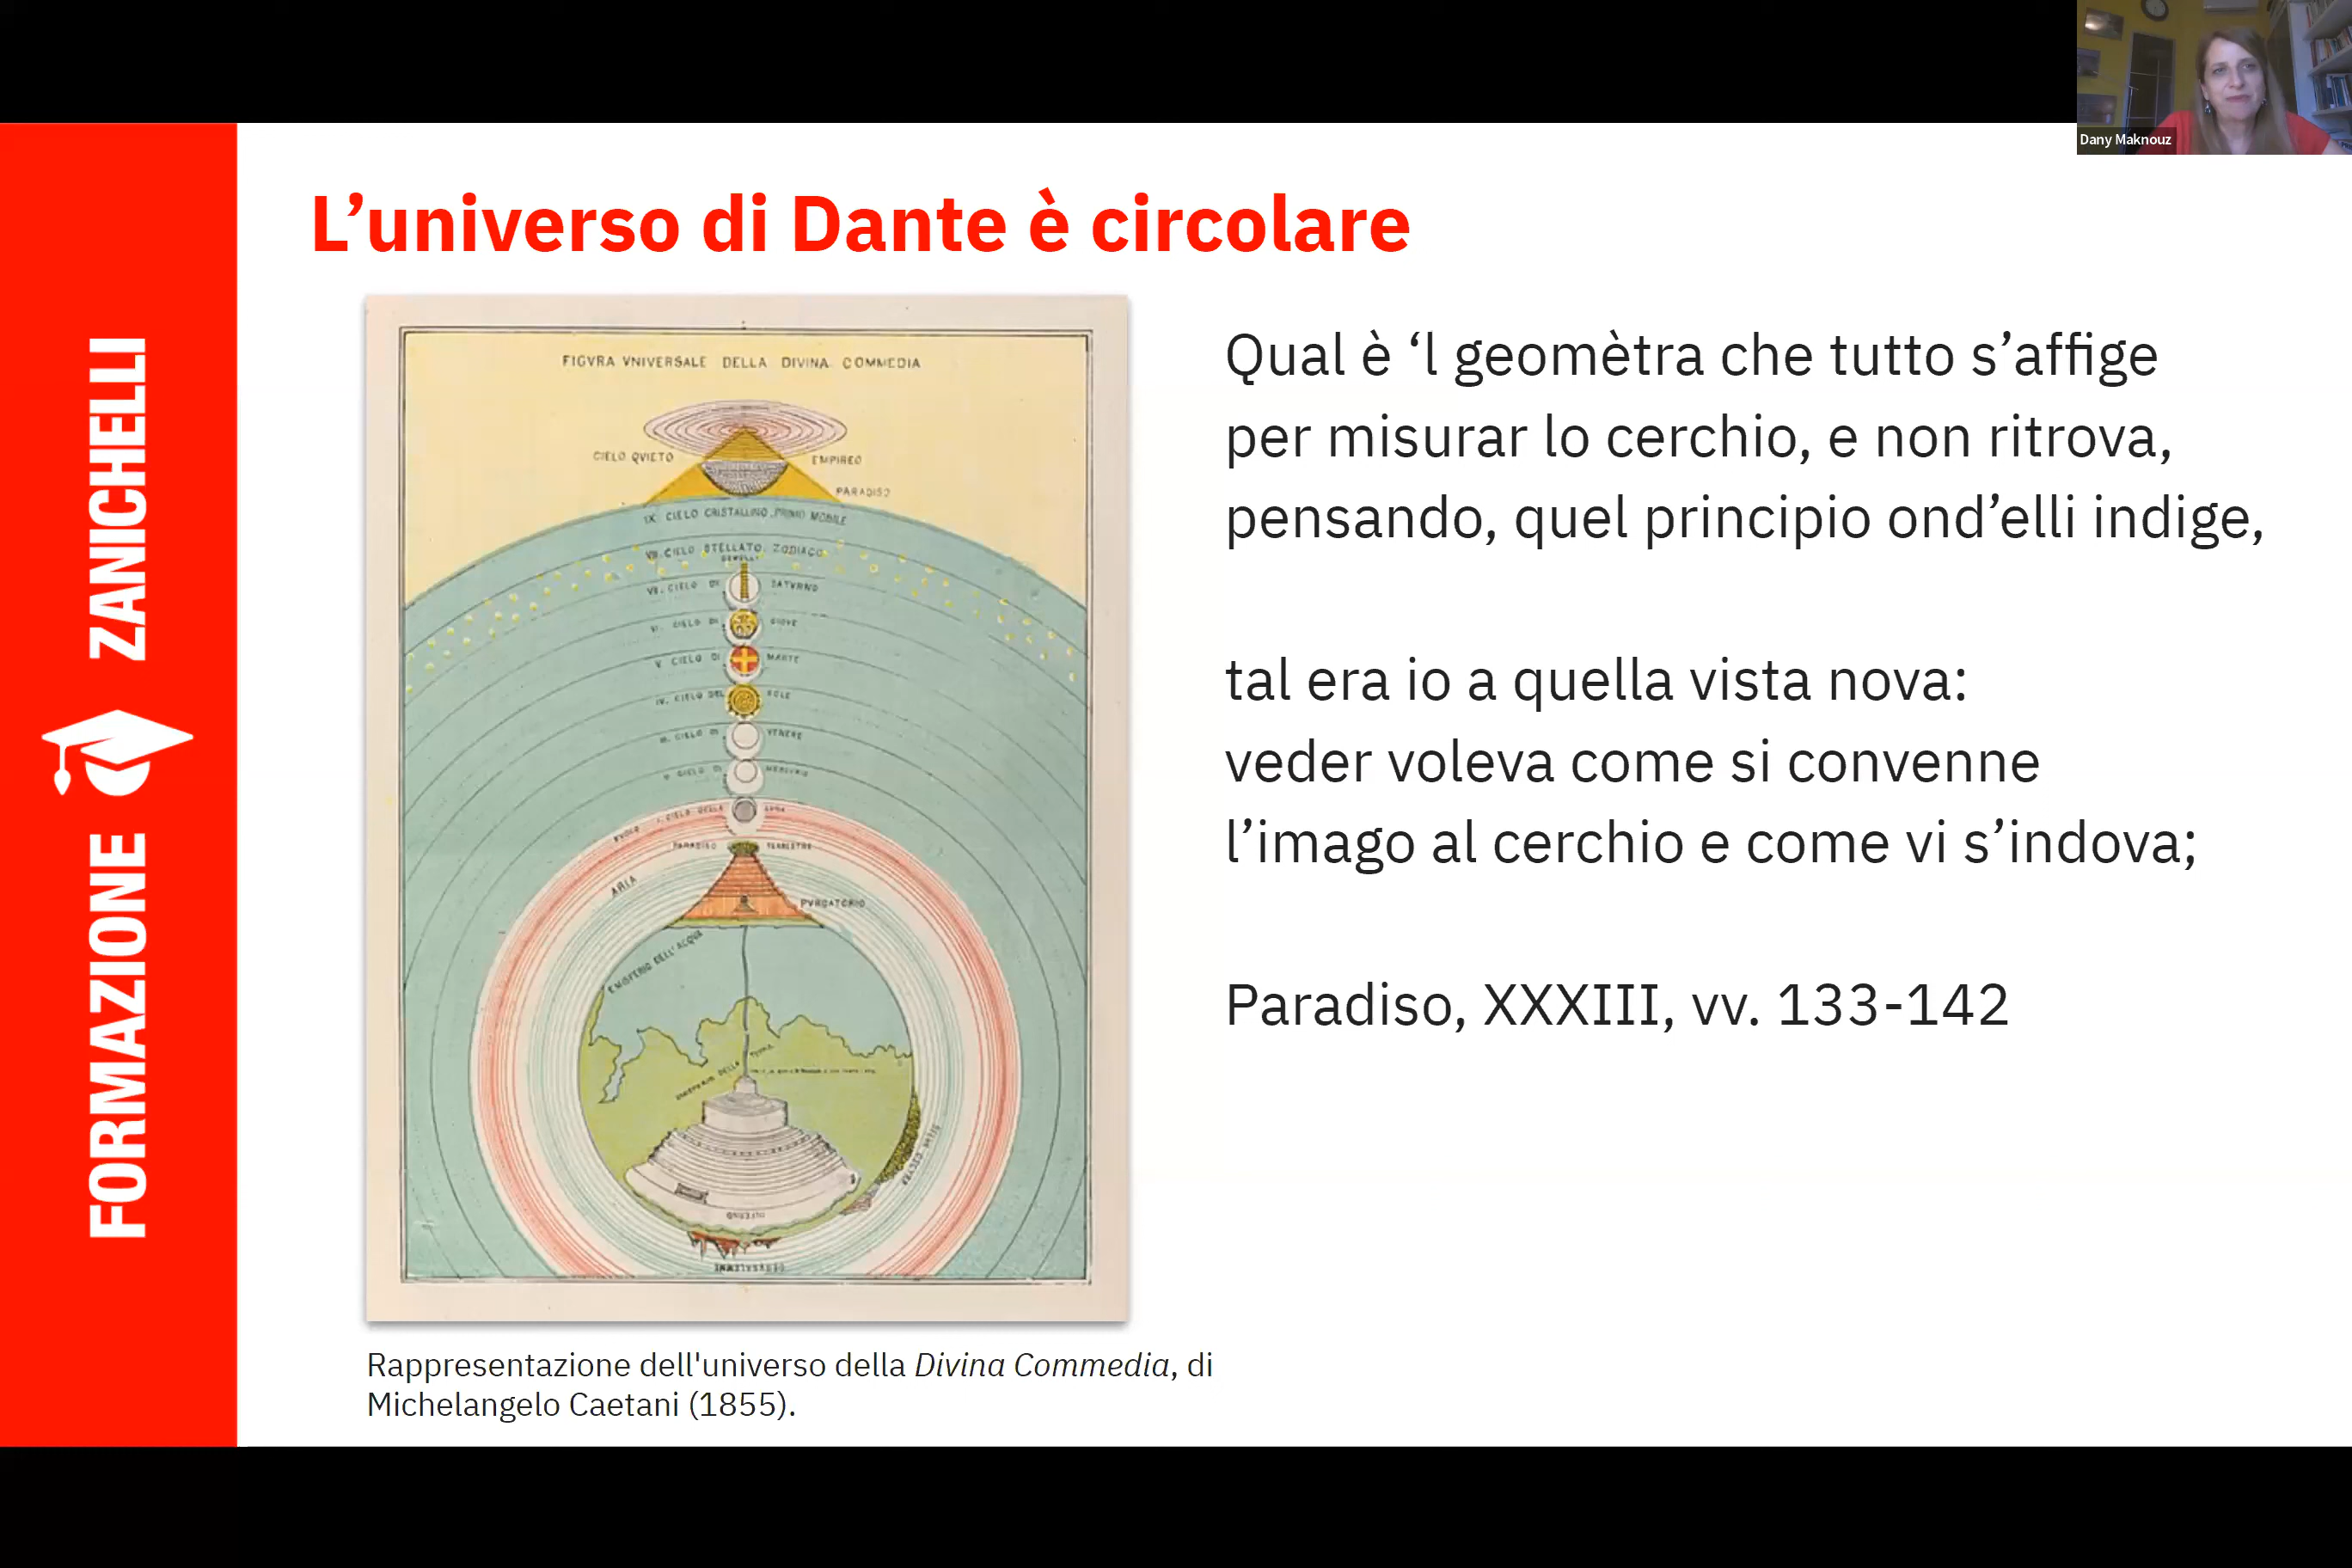 Dany Maknouz
FORMAZIONE ZANICHELLI
L’universo di Dante è circolare
FIGVRA VNIVERSALE DELLA DIVINA COMMEDIA
CIELO QVIETO
EMPIREO
PARADISO
IX CIELO CRISTALLINO PRIMO MOBILE
VIII CIELO STELLATO. ZODIACO
VII. CIELO DI SATVRNO
VI. CIELO DI GIOVE
V CIELO DI MARTE
IV. CIELO DEL SOLE
III. CIELO DI VENERE
CIELO DI MERCVRIO
I. CIELO DELLA LVNA
PARADISO TERRESTRE
ARIA
PVRGATORIO
EMISFERIO DELL'ACQVA
INFERNO
Qual è ‘l geomètra che tutto s’affige
per misurar lo cerchio, e non ritrova,
pensando, quel principio ond’elli indige,
tal era io a quella vista nova:
veder voleva come si convenne
l’imago al cerchio e come vi s’indova;
Paradiso, XXXIII, vv. 133-142
Rappresentazione dell'universo della Divina Commedia, di
Michelangelo Caetani (1855).